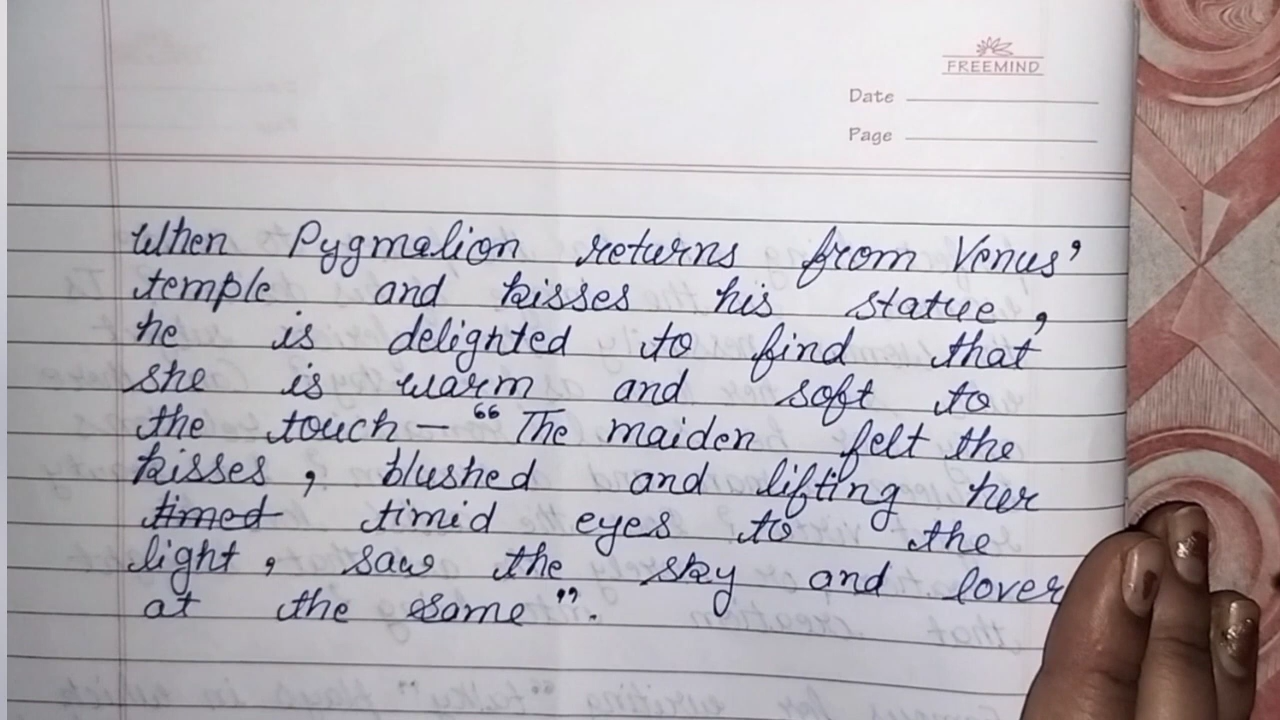 FREEMIND
Date
Page
When Pygmalion returns from Venus'
temple and kisses his statue,
he is delighted to find that
she is warm and soft to
the touch — "The maiden felt the
kisses, blushed and lifting her
timed timid eyes to the
light, saw the sky and lover
at the same".